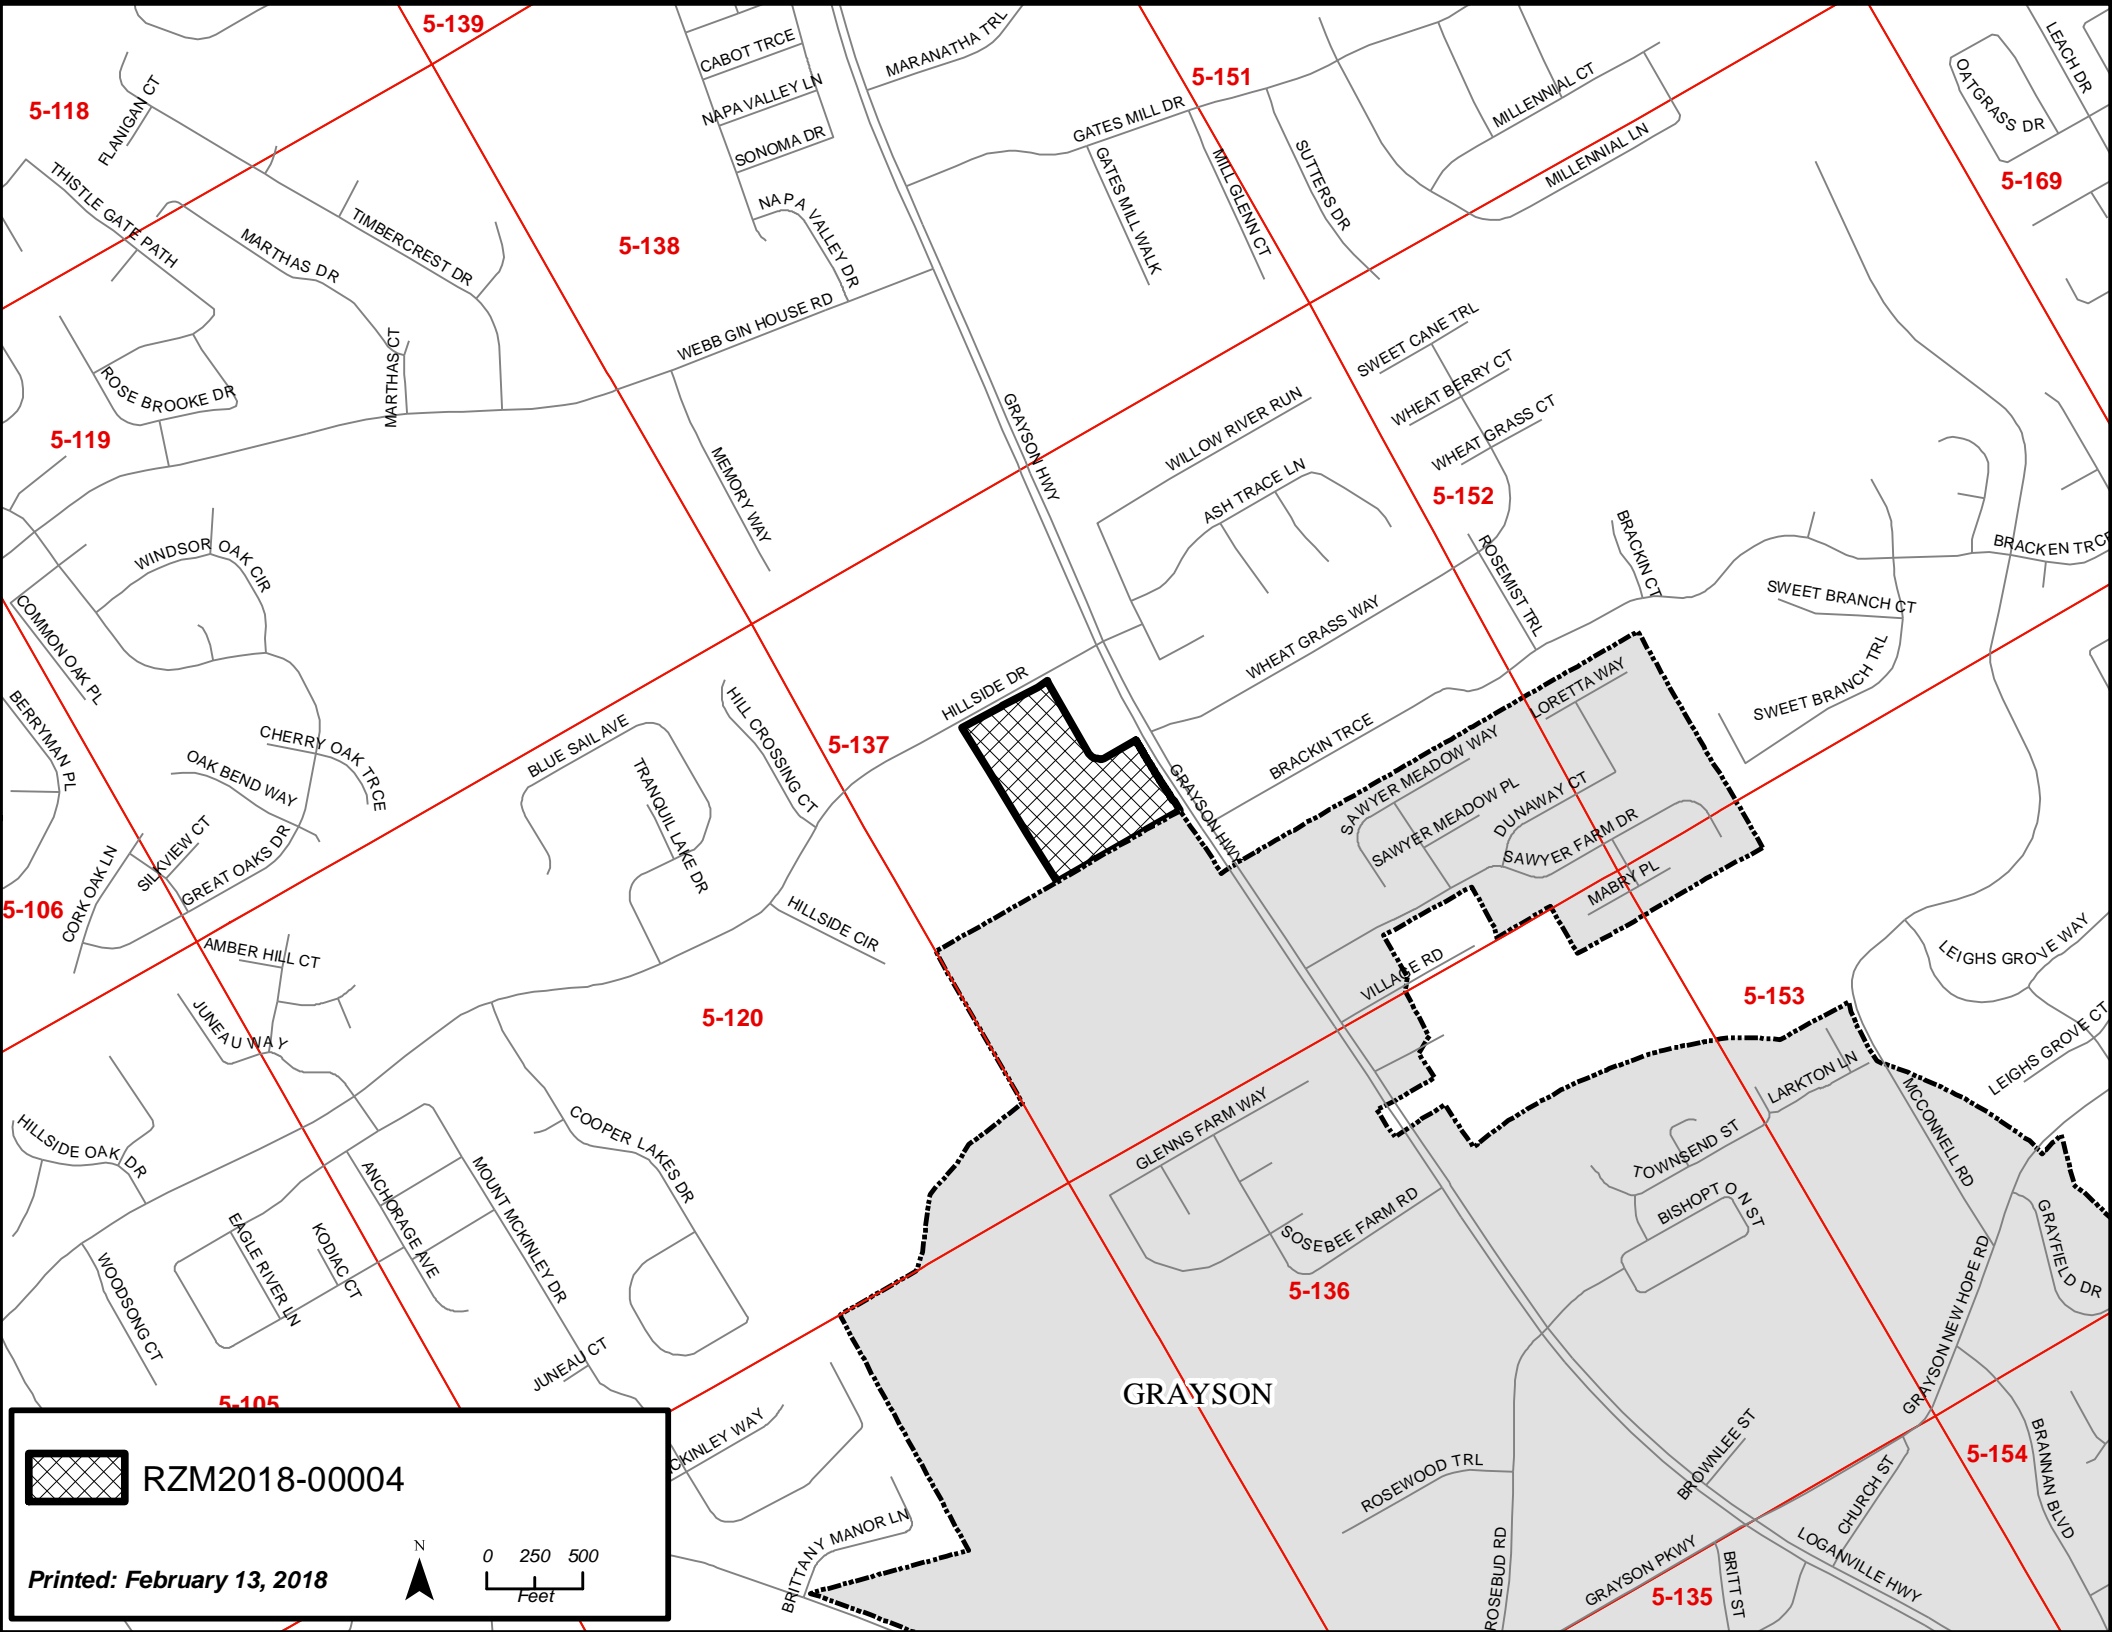 5-139
CABOT TRCE
MARANATHA TRL
LEACH DR
5-118
FLANIGAN CT
NAPA VALLEY LN
5-151
MILLENNIAL CT
OATGRASS DR
SONOMA DR
GATES MILL DR
MILLENNIAL LN
THISTLE GATE PATH
GATES MILL WALK
MILL GLENN CT
SUTTERS DR
5-169
MARTHAS DR
TIMBERCREST DR
5-138
NAPA VALLEY DR
WEBB GIN HOUSE RD
MARTHAS CT
SWEET CANE TRL
ROSE BROOKE DR
WHEAT BERRY CT
5-119
GRAYSON HWY
WILLOW RIVER RUN
WHEAT GRASS CT
MEMORY WAY
ASH TRACE LN
5-152
WINDSOR OAK CIR
ROSEMIST TRL
BRACKIN CT
BRACKEN TRCE
COMMON OAK PL
WHEAT GRASS WAY
SWEET BRANCH CT
BERRYMAN PL
HILLSIDE DR
LORETTA WAY
SWEET BRANCH TRL
HILL CROSSING CT
CHERRY OAK TRCE
BLUE SAIL AVE
5-137
BRACKIN TRCE
OAK BEND WAY
TRANQUIL LAKE DR
GRAYSON HWY
SAWYER MEADOW WAY
SAWYER MEADOW PL
DUNAWAY CT
SAWYER FARM DR
SILKVIEW CT
GREAT OAKS DR
MABRY PL
5-106
CORK OAK LN
HILLSIDE CIR
AMBER HILL CT
VILLAGE RD
LEIGHS GROVE WAY
JUNEAU WAY
5-120
5-153
LEIGHS GROVE CT
LARKTON LN
HILLSIDE OAK DR
COOPER LAKES DR
GLENNS FARM WAY
MCCONNELL RD
TOWNSEND ST
ANCHORAGE AVE
MOUNT MCKINLEY DR
BISHOPTON ST
EAGLE RIVER LN
KODIAC CT
SOSEBEE FARM RD
GRAYFIELD DR
WOODSONG CT
5-136
GRAYSON NEW HOPE RD
JUNEAU CT
5-105
GRAYSON
CKINLEY WAY
BROWNLEE ST
BRANNAN BLVD
5-154
ROSEWOOD TRL
CHURCH ST
RZM2018-00004
BRITTANY MANOR LN
ROSEBUD RD
LOGANVILLE HWY
GRAYSON PKWY
BRITT ST
5-135
N
0 250 500
Feet
Printed: February 13, 2018